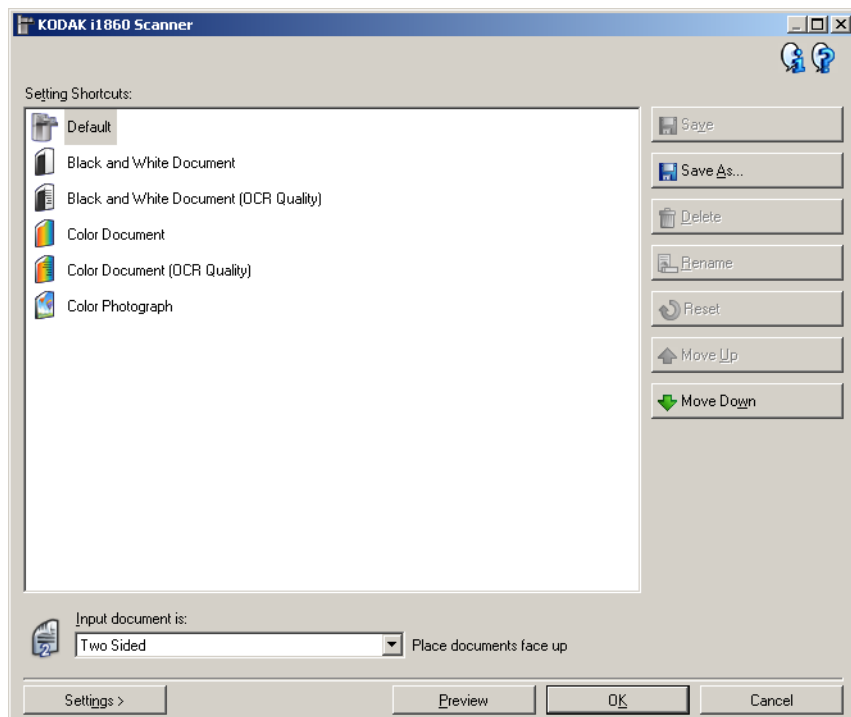 KODAK i1860 Scanner
Setting Shortcuts:
Default
Black and White Document
Black and White Document (OCR Quality)
Color Document
Color Document (OCR Quality)
Color Photograph
Save
Save As...
Delete
Rename
Reset
Move Up
Move Down
Input document is:
2
Two Sided
Place documents face up
Settings >
Preview
OK
Cancel